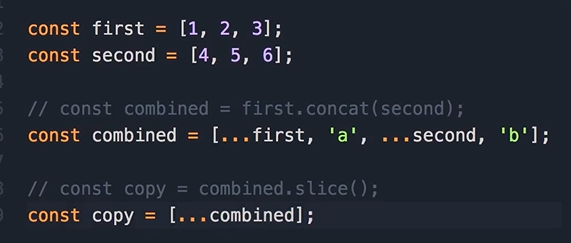 const first = [1, 2, 3];
const second = [4, 5, 6];
// const combined = first.concat(second);
const combined = [...first, 'a', ...second, 'b'];
// const copy = combined.slice();
const copy = [...combined];